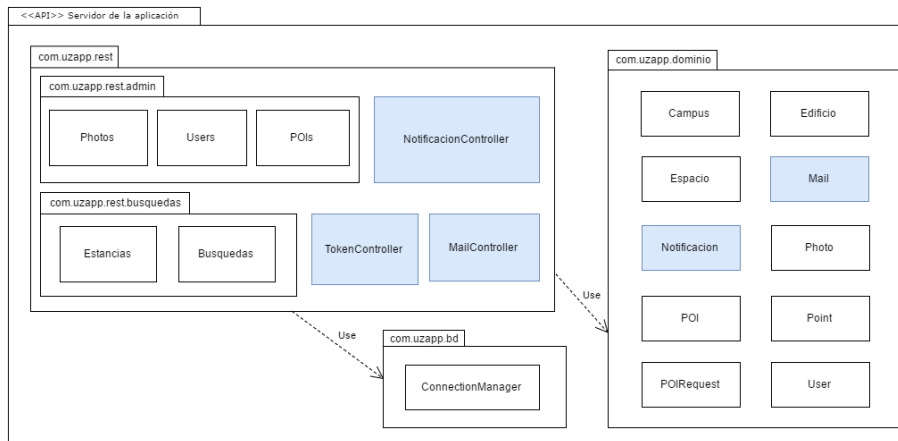 <<API>> Servidor de la aplicación
com.uzapp.rest
com.uzapp.rest.admin
Photos
Users
POIs
NotificacionController
com.uzapp.rest.busquedas
Estancias
Busquedas
TokenController
MailController
Use
Use
com.uzapp.bd
ConnectionManager
com.uzapp.dominio
Campus
Edificio
Espacio
Mail
Notificacion
Photo
POI
Point
POIRequest
User